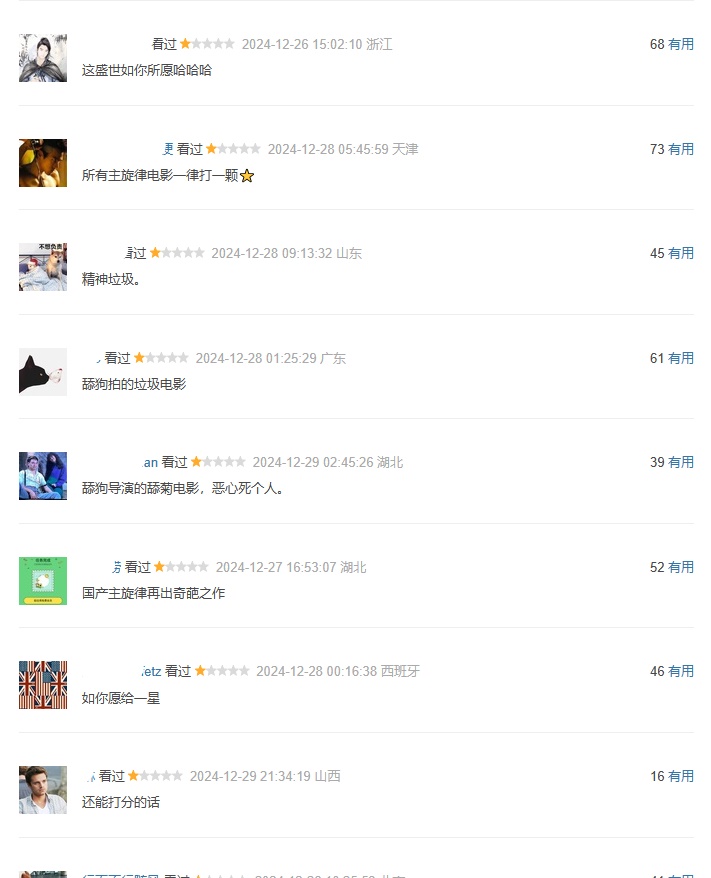 看过 2024-12-26 15:02:10 浙江 68 有用
这盛世如你所愿哈哈哈
看过 2024-12-28 05:45:59 天津 73 有用
所有主旋律电影一律打一颗⭐
不想负责
看过 2024-12-28 09:13:32 山东 45 有用
精神垃圾。
看过 2024-12-28 01:25:29 广东 61 有用
舔狗拍的垃圾电影
an 看过 2024-12-29 02:45:26 湖北 39 有用
舔狗导演的舔菊电影，恶心死个人。
看过 2024-12-27 16:53:07 湖北 52 有用
国产主旋律再出奇葩之作
etz 看过 2024-12-28 00:16:38 西班牙 46 有用
如你愿给一星
看过 2024-12-29 21:34:19 山西 16 有用
还能打分的话